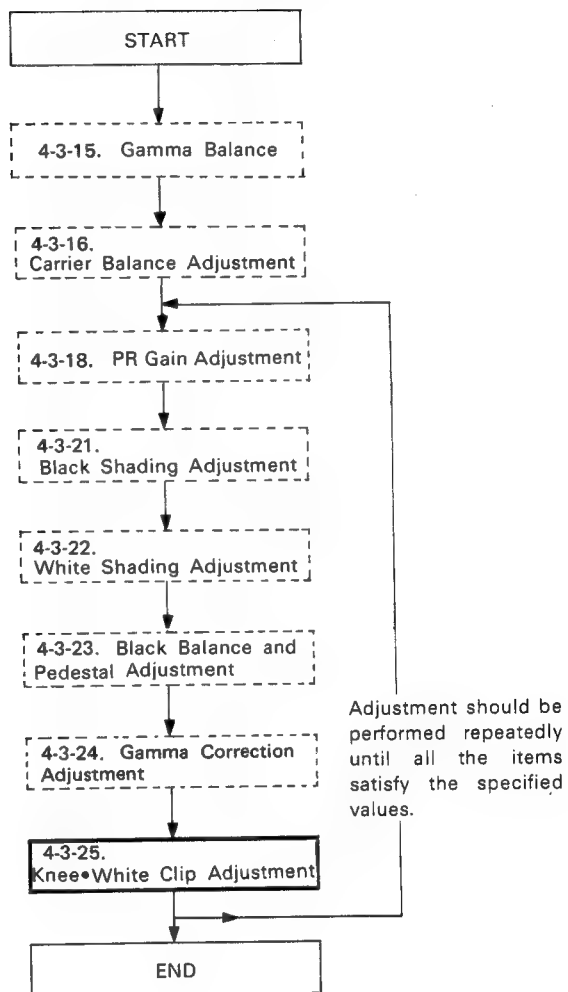 START
4-3-15. Gamma Balance
4-3-16.
Carrier Balance Adjustment
4-3-18. PR Gain Adjustment
4-3-21.
Black Shading Adjustment
4-3-22.
White Shading Adjustment
4-3-23. Black Balance and
Pedestal Adjustment
4-3-24. Gamma Correction
Adjustment
4-3-25.
Knee•White Clip Adjustment
END
Adjustment should be
performed repeatedly
until all the items
satisfy the specified
values.